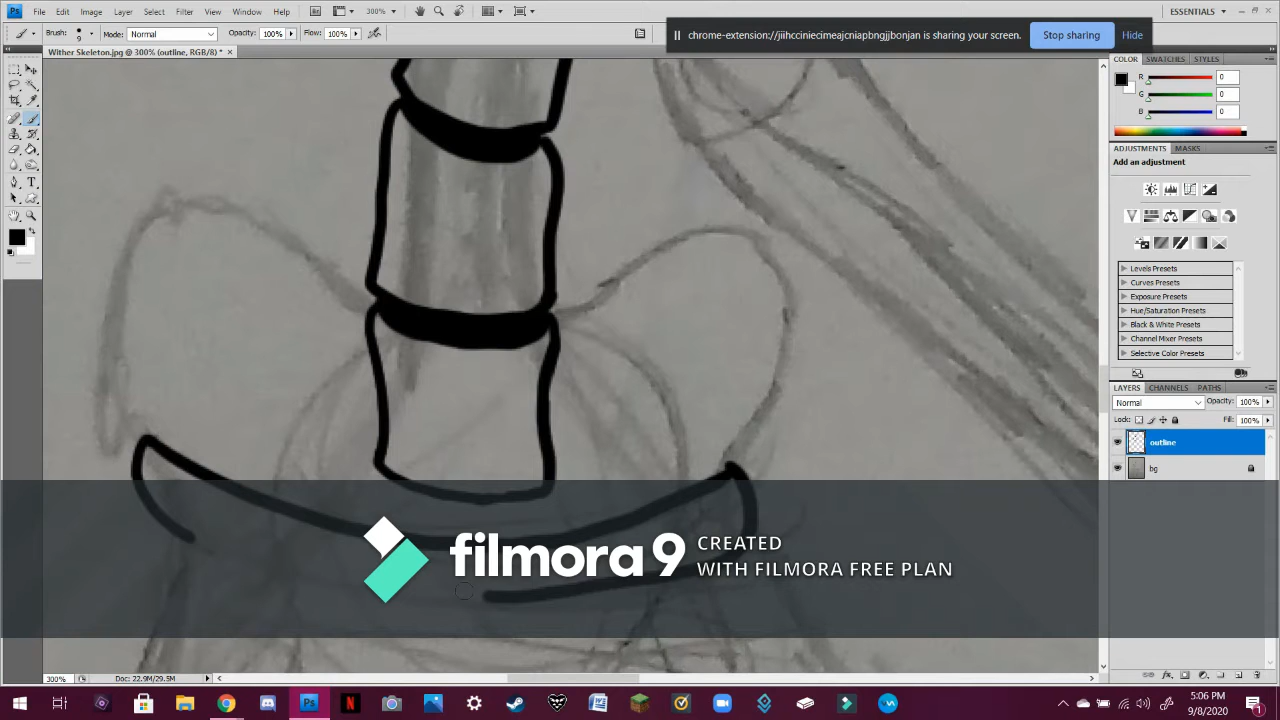 Ps File Edit Image Layer Select Filter View Window Help 300% ESSENTIALS
Brush: 9 Mode: Normal Opacity: 100% Flow: 100%
chrome-extension://jiihcciniecimeajcniapbngjjbonjan is sharing your screen. Stop sharing Hide
Wither Skeleton.jpg @ 300% (outline, RGB/8) * ×
COLOR SWATCHES STYLES
R 0
G 0
B 0
ADJUSTMENTS MASKS
Add an adjustment
Levels Presets
Curves Presets
Exposure Presets
Hue/Saturation Presets
Black & White Presets
Channel Mixer Presets
Selective Color Presets
LAYERS CHANNELS PATHS
Normal Opacity: 100%
Lock: Fill: 100%
outline
bg
filmora 9 CREATED
WITH FILMORA FREE PLAN
300% Doc: 22.9M/29.5M
5:06 PM
9/8/2020